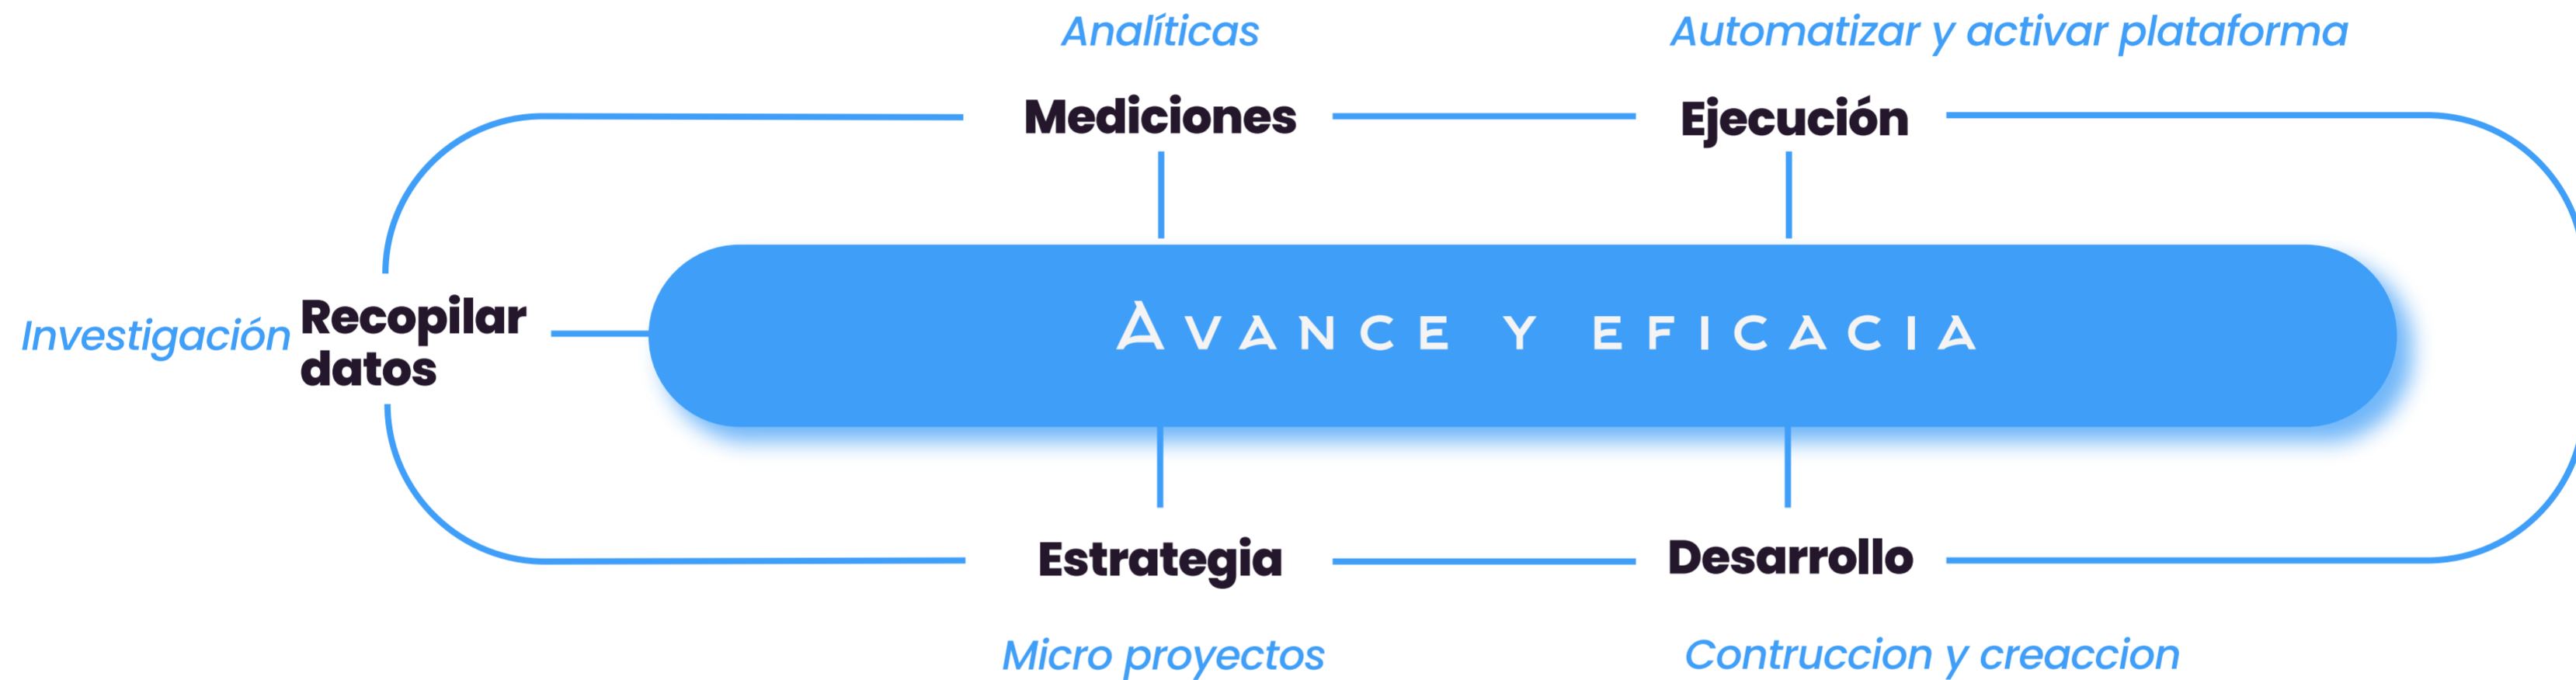 Analíticas
Automatizar y activar plataforma
Mediciones
Ejecución
Investigación
Recopilar
datos
Avance y eficacia
Estrategia
Desarrollo
Micro proyectos
Contruccion y creaccion